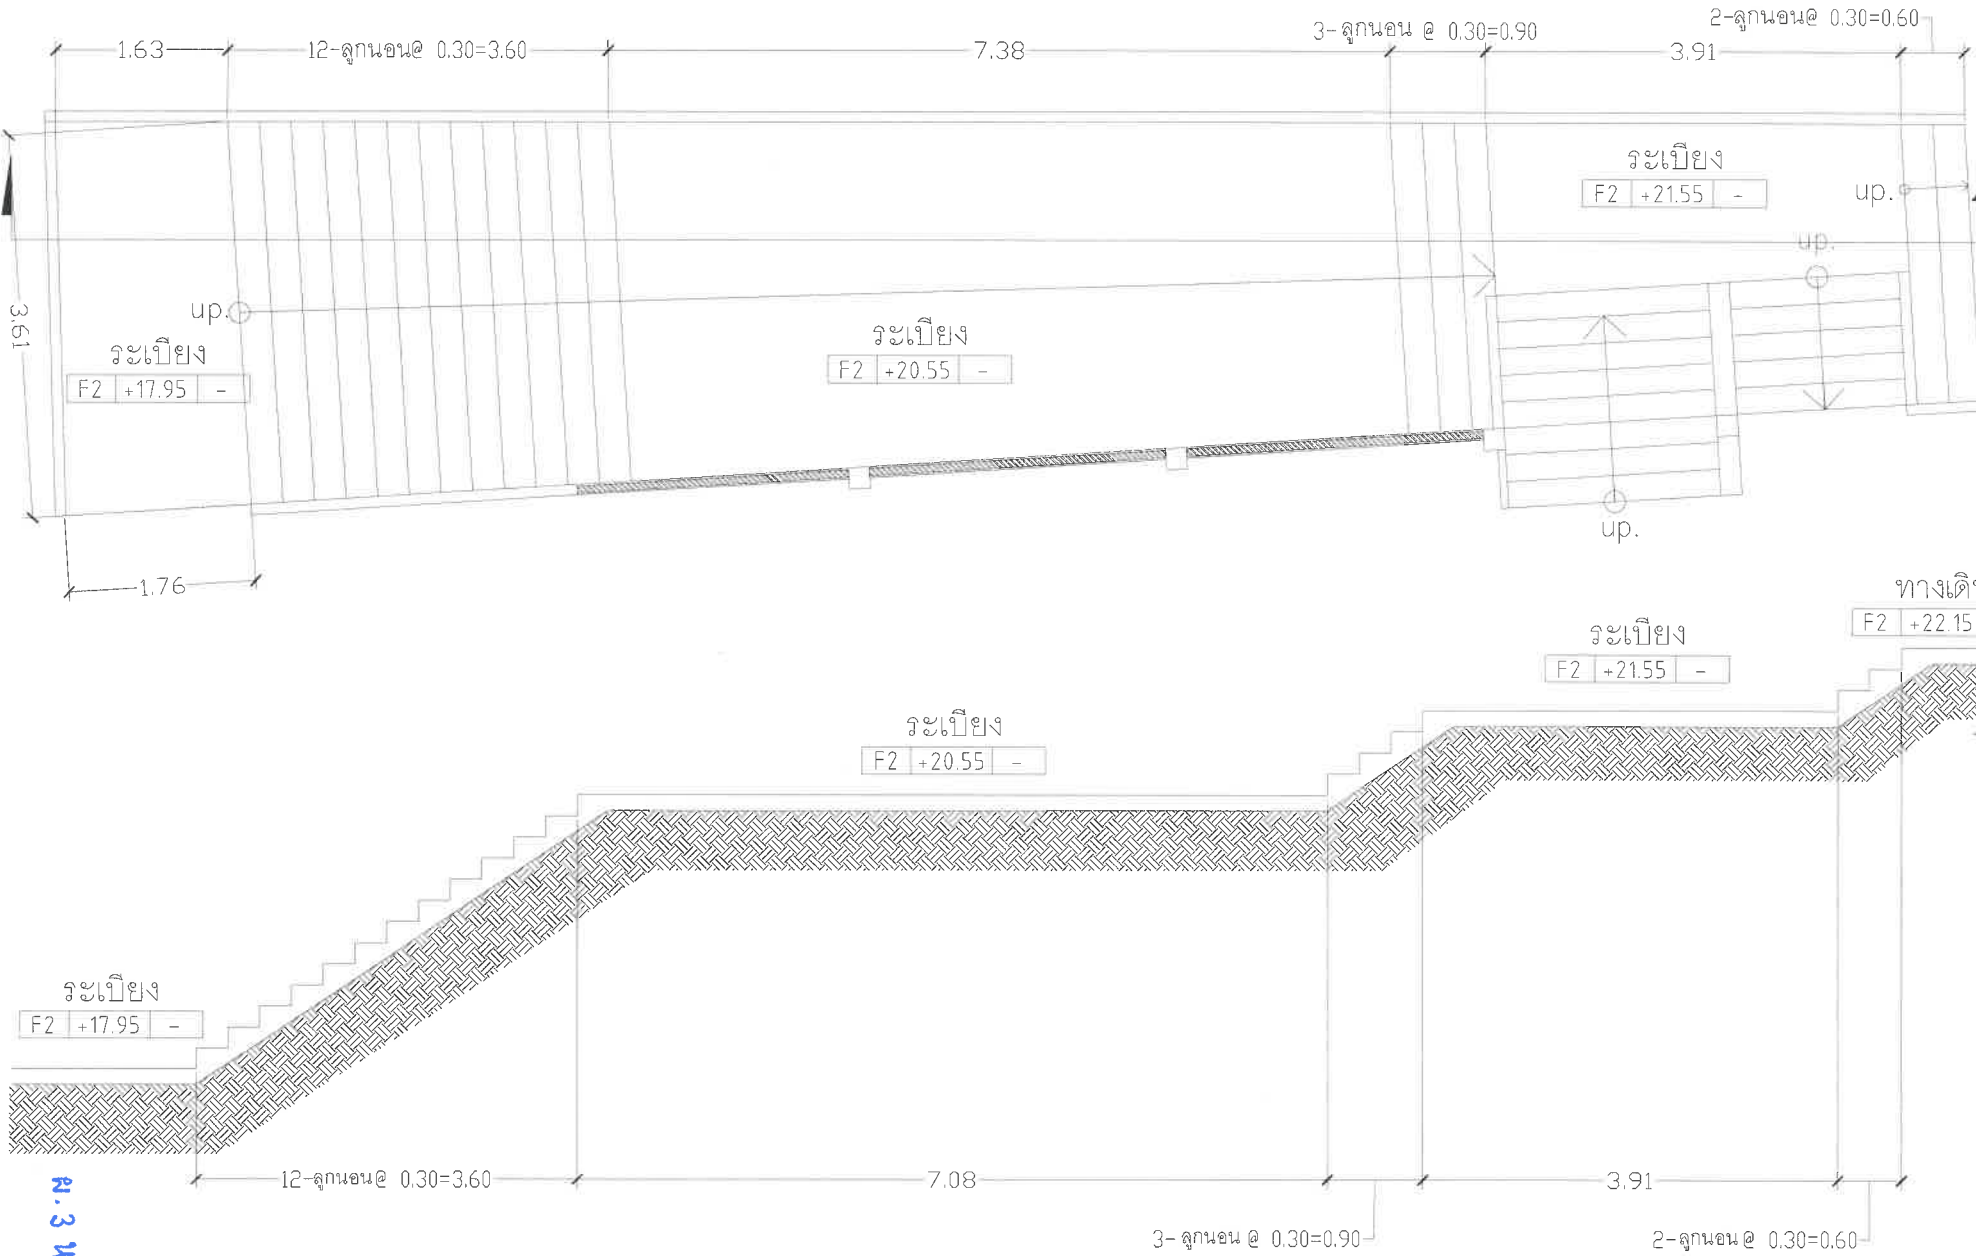 1.63
12-ลูกนอน@ 0.30=3.60
7.38
3-ลูกนอน @ 0.30=0.90
3.91
2-ลูกนอน@ 0.30=0.60
ระเบียง
F2 +21.55 -
up.
up.
3.61
up.
ระเบียง
F2 +17.95 -
ระเบียง
F2 +20.55 -
up.
1.76
F2 +22.15
ระเบียง
F2 +21.55 -
ระเบียง
F2 +20.55 -
ระเบียง
F2 +17.95 -
12-ลูกนอน@ 0.30=3.60
7.08
3.91
3-ลูกนอน @ 0.30=0.90
2-ลูกนอน@ 0.30=0.60